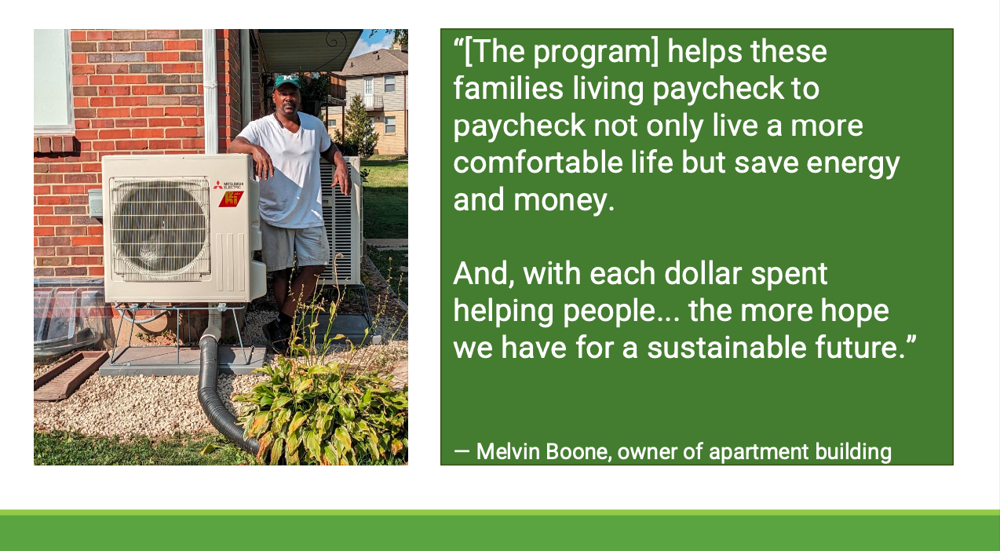 “[The program] helps these
families living paycheck to
paycheck not only live a more
comfortable life but save energy
and money.
And, with each dollar spent
helping people... the more hope
we have for a sustainable future.”
— Melvin Boone, owner of apartment building
MITSUBISHI
ELECTRIC